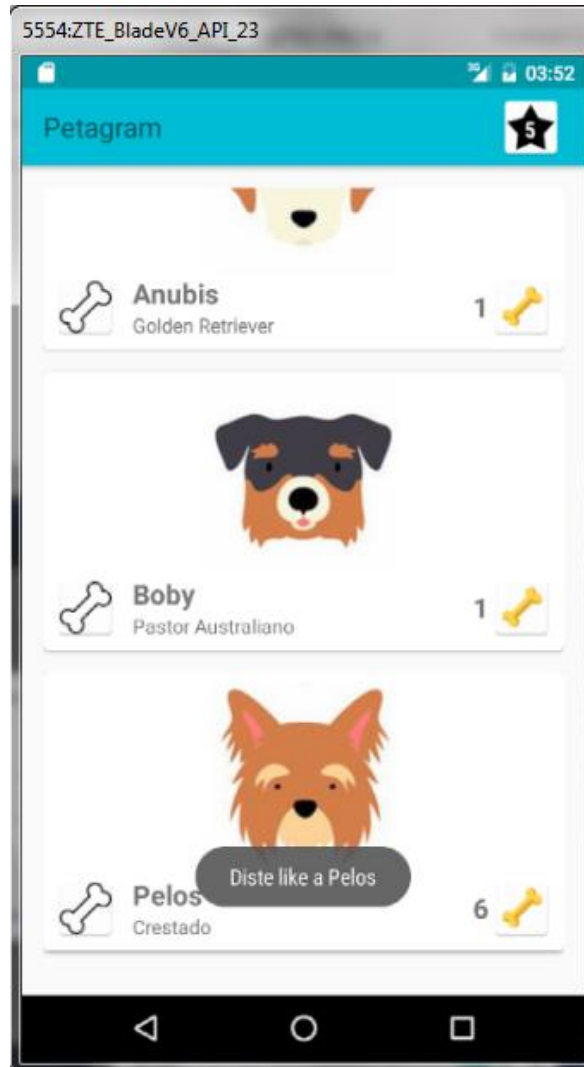 5554:ZTE_BladeV6_API_23
3G 03:52
Petagram
5
Anubis
1
Golden Retriever
Boby
1
Pastor Australiano
Diste like a Pelos
Pelos
6
Crestado